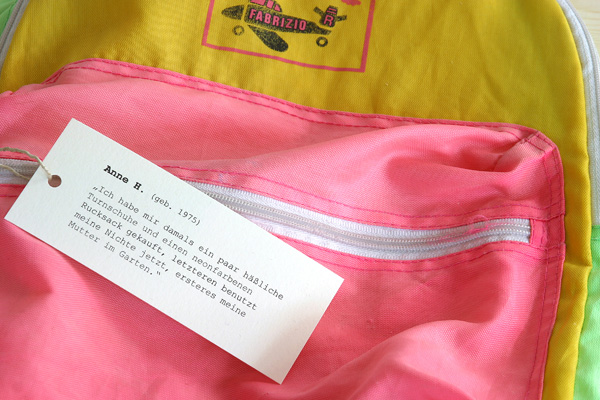 FABRIZIO
R
Anne H. (geb. 1975)
„Ich habe mir damals ein paar häßliche
Turnschuhe und einen neonfarbenen
Rucksack gekauft, letzteren benutzt
meine Nichte jetzt, ersteres meine
Mutter im Garten.“